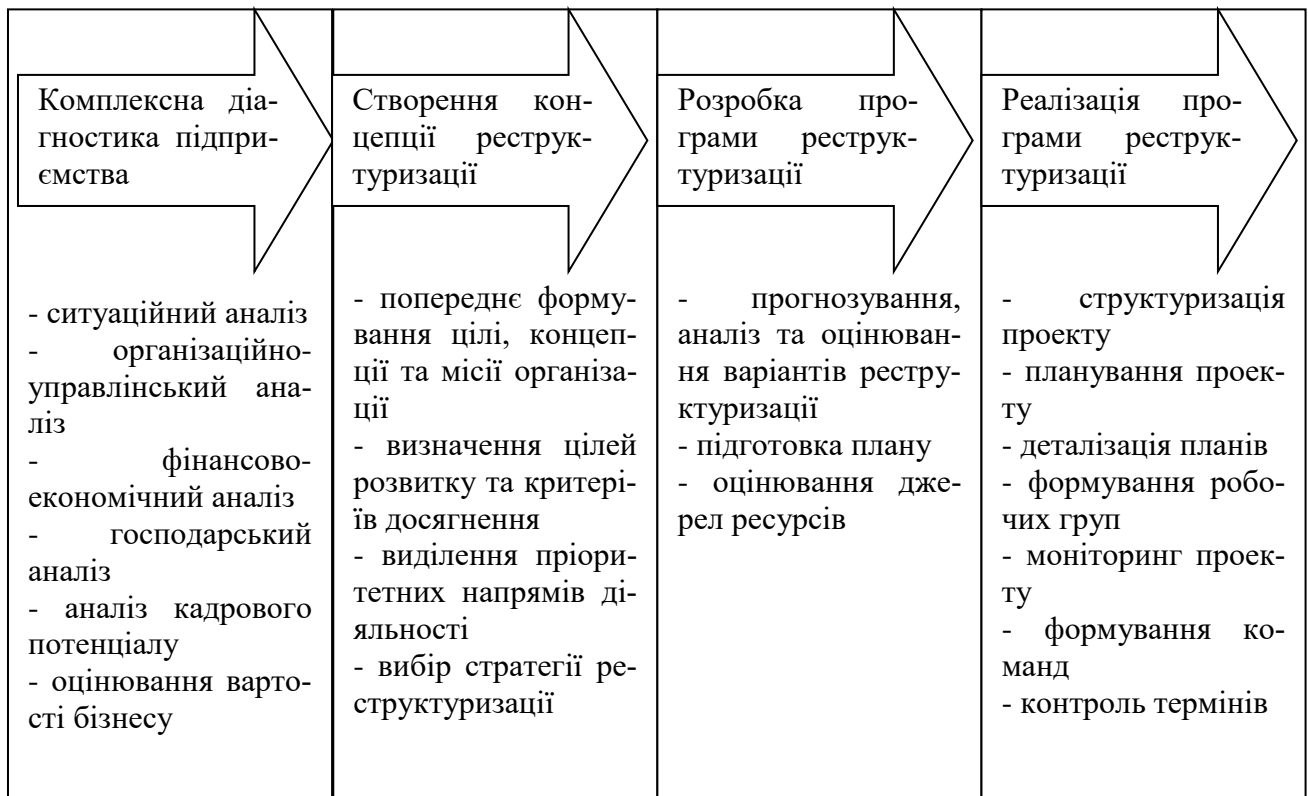 Комплексна діа-
гностика підпри-
ємства
- ситуаційний аналіз
- організаційно-
управлінський ана-
ліз
- фінансово-
економічний аналіз
- господарський
аналіз
- аналіз кадрового
потенціалу
- оцінювання варто-
сті бізнесу
Створення кон-
цепції реструк-
туризації
- попереднє форму-
вання цілі, концеп-
ції та місії організа-
ції
- визначення цілей
розвитку та критері-
їв досягнення
- виділення пріори-
тетних напрямів ді-
яльності
- вибір стратегії ре-
структуризації
Розробка про-
грами реструк-
туризації
- прогнозування,
аналіз та оцінюван-
ня варіантів рестру-
ктуризації
- підготовка плану
- оцінювання дже-
рел ресурсів
Реалізація про-
грами реструк-
туризації
- структуризація
проекту
- планування проек-
ту
- деталізація планів
- формування робо-
чих груп
- моніторинг проек-
ту
- формування ко-
манд
- контроль термінів